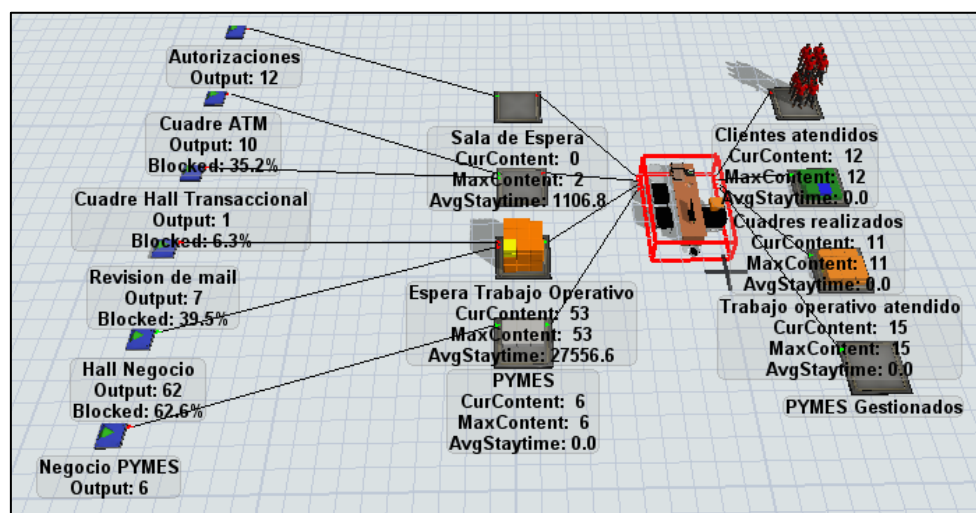 Autorizaciones
Output: 12
Cuadre ATM
Output: 10
Blocked: 35.2%
Cuadre Hall Transaccional
Output: 1
Blocked: 6.3%
Revision de mail
Output: 7
Blocked: 39.5%
Hall Negocio
Output: 62
Blocked: 62.6%
Negocio PYMES
Output: 6
Sala de Espera
CurContent: 0
MaxContent: 2
AvgStaytime: 1106.8
Espera Trabajo Operativo
CurContent: 53
MaxContent: 53
AvgStaytime: 27556.6
PYMES
CurContent: 6
MaxContent: 6
AvgStaytime: 0.0
Clientes atendidos
CurContent: 12
MaxContent: 12
AvgStaytime: 0.0
Cuadres realizados
CurContent: 11
MaxContent: 11
AvgStaytime: 0.0
Trabajo operativo atendido
CurContent: 15
MaxContent: 15
AvgStaytime: 0.0
PYMES Gestionados